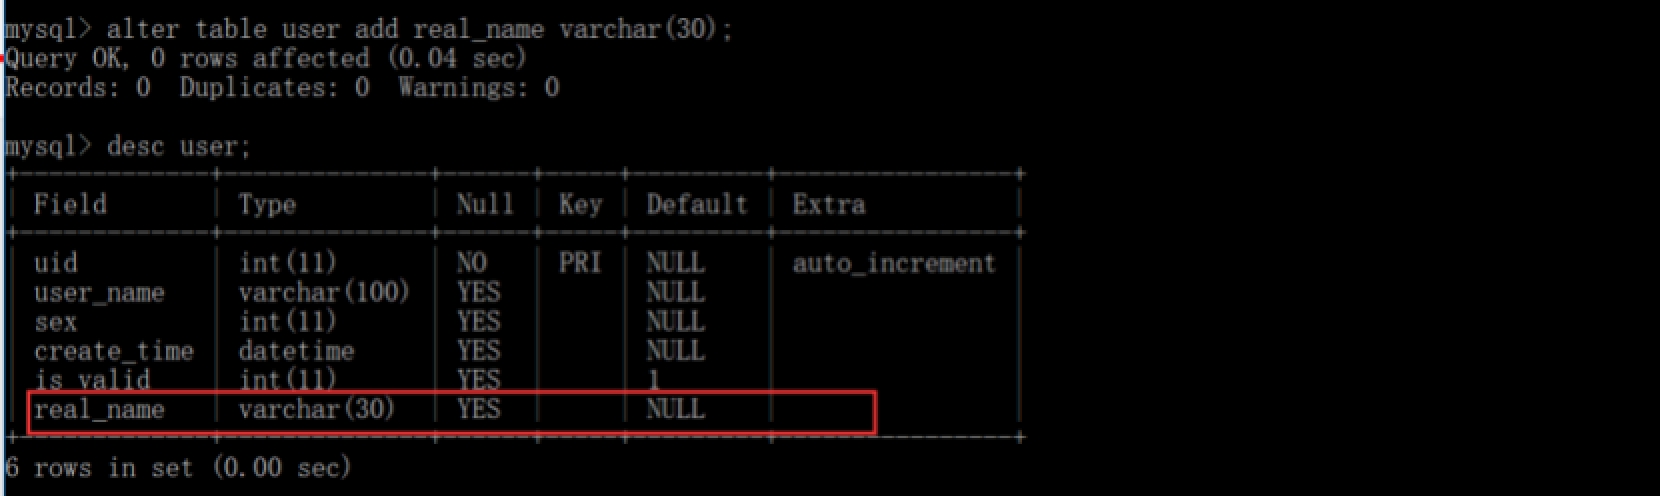 mysql> alter table user add real_name varchar(30);
Query OK, 0 rows affected (0.04 sec)
Records: 0  Duplicates: 0  Warnings: 0
mysql> desc user;
+-------------+--------------+------+-----+---------+----------------+
| Field       | Type         | Null | Key | Default | Extra          |
+-------------+--------------+------+-----+---------+----------------+
| uid         | int(11)      | NO   | PRI | NULL    | auto_increment |
| user_name   | varchar(100) | YES  |     | NULL    |                |
| sex         | int(11)      | YES  |     | NULL    |                |
| create_time | datetime     | YES  |     | NULL    |                |
| is_valid    | int(11)      | YES  |     | 1       |                |
| real_name   | varchar(30)  | YES  |     | NULL    |                |
+-------------+--------------+------+-----+---------+----------------+
6 rows in set (0.00 sec)